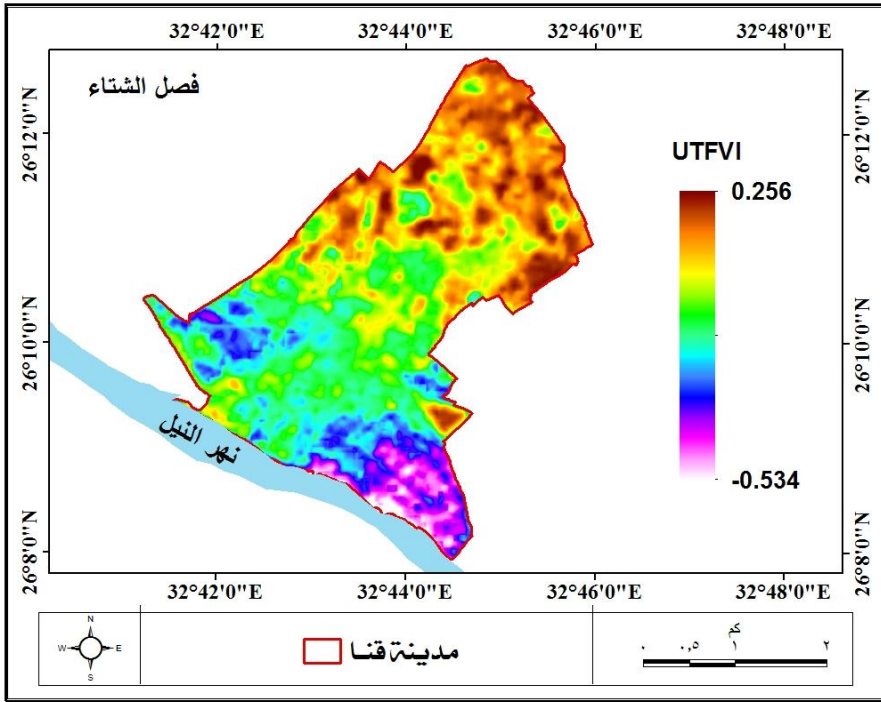 32°42'0"E 32°44'0"E 32°46'0"E 32°48'0"E
فصل الشتاء
26°12'0"N 26°12'0"N
UTFVI
0.256
26°10'0"N 26°10'0"N
نهر النيل
-0.534
26°8'0"N 26°8'0"N
32°42'0"E 32°44'0"E 32°46'0"E 32°48'0"E
N
W E
S
مدينة قنا
كم
٠ ٠,٥ ١ ٢